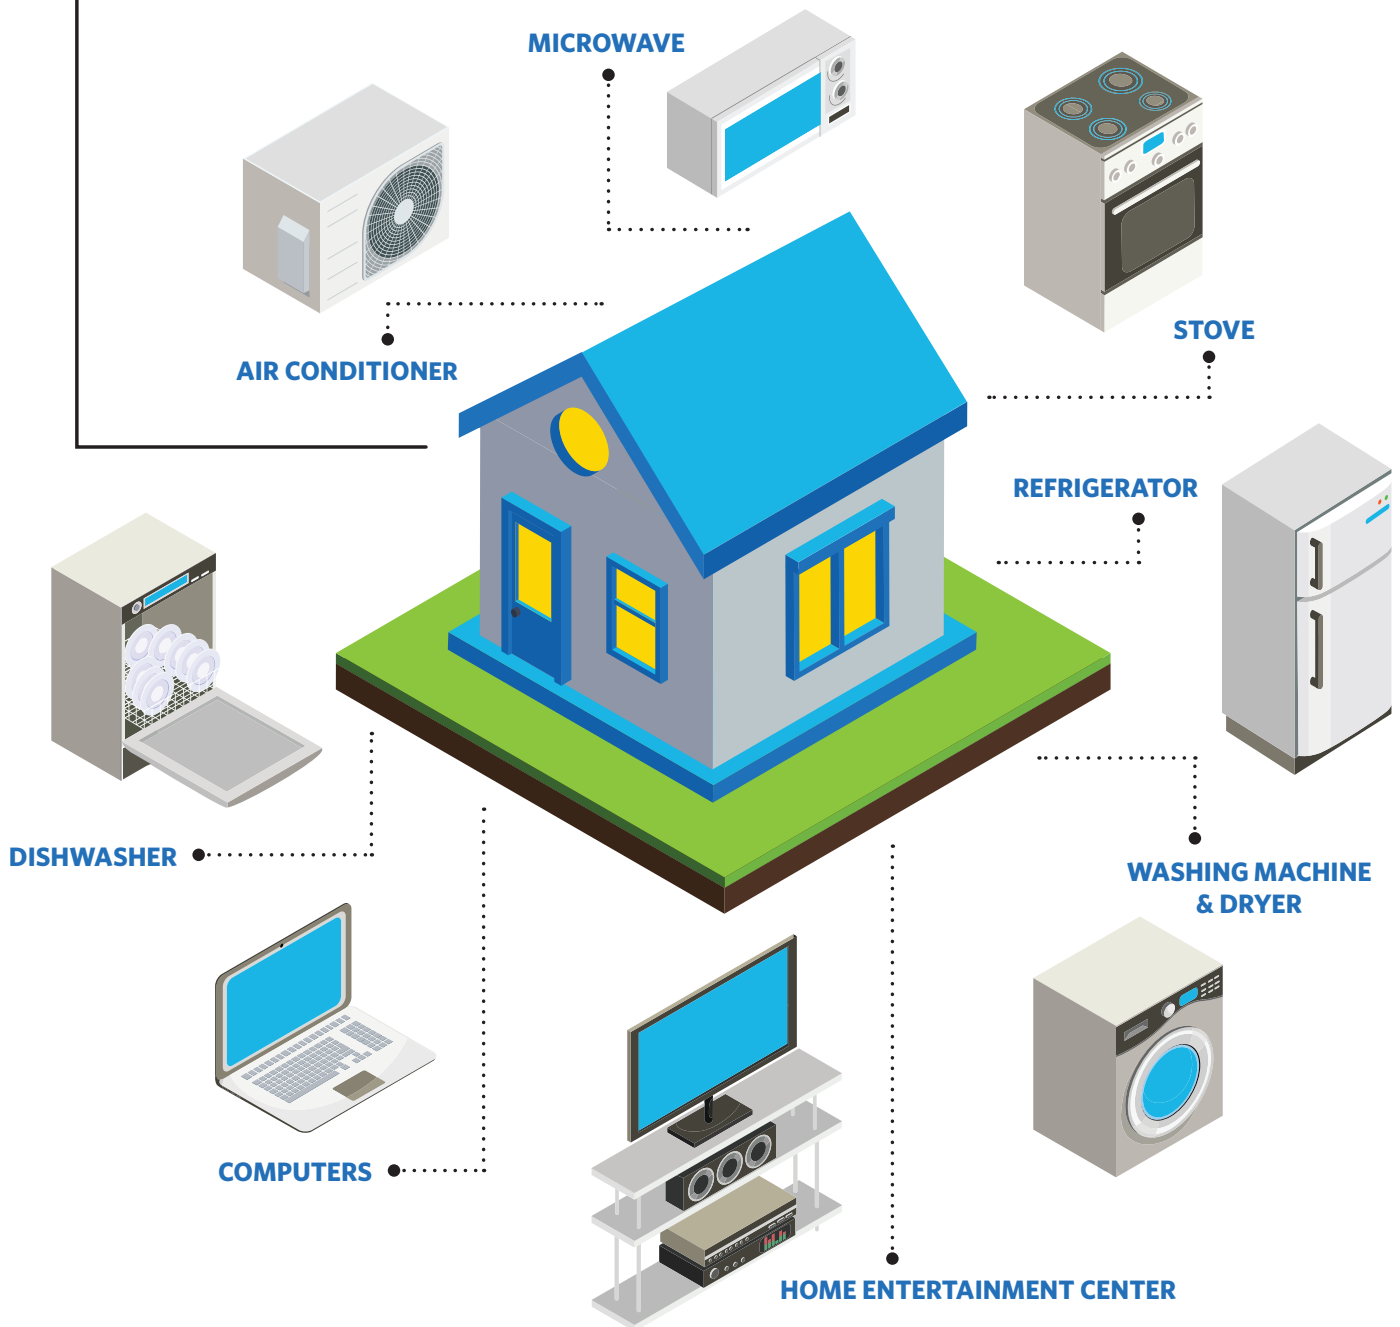 MICROWAVE
AIR CONDITIONER
STOVE
REFRIGERATOR
DISHWASHER
WASHING MACHINE
& DRYER
COMPUTERS
HOME ENTERTAINMENT CENTER